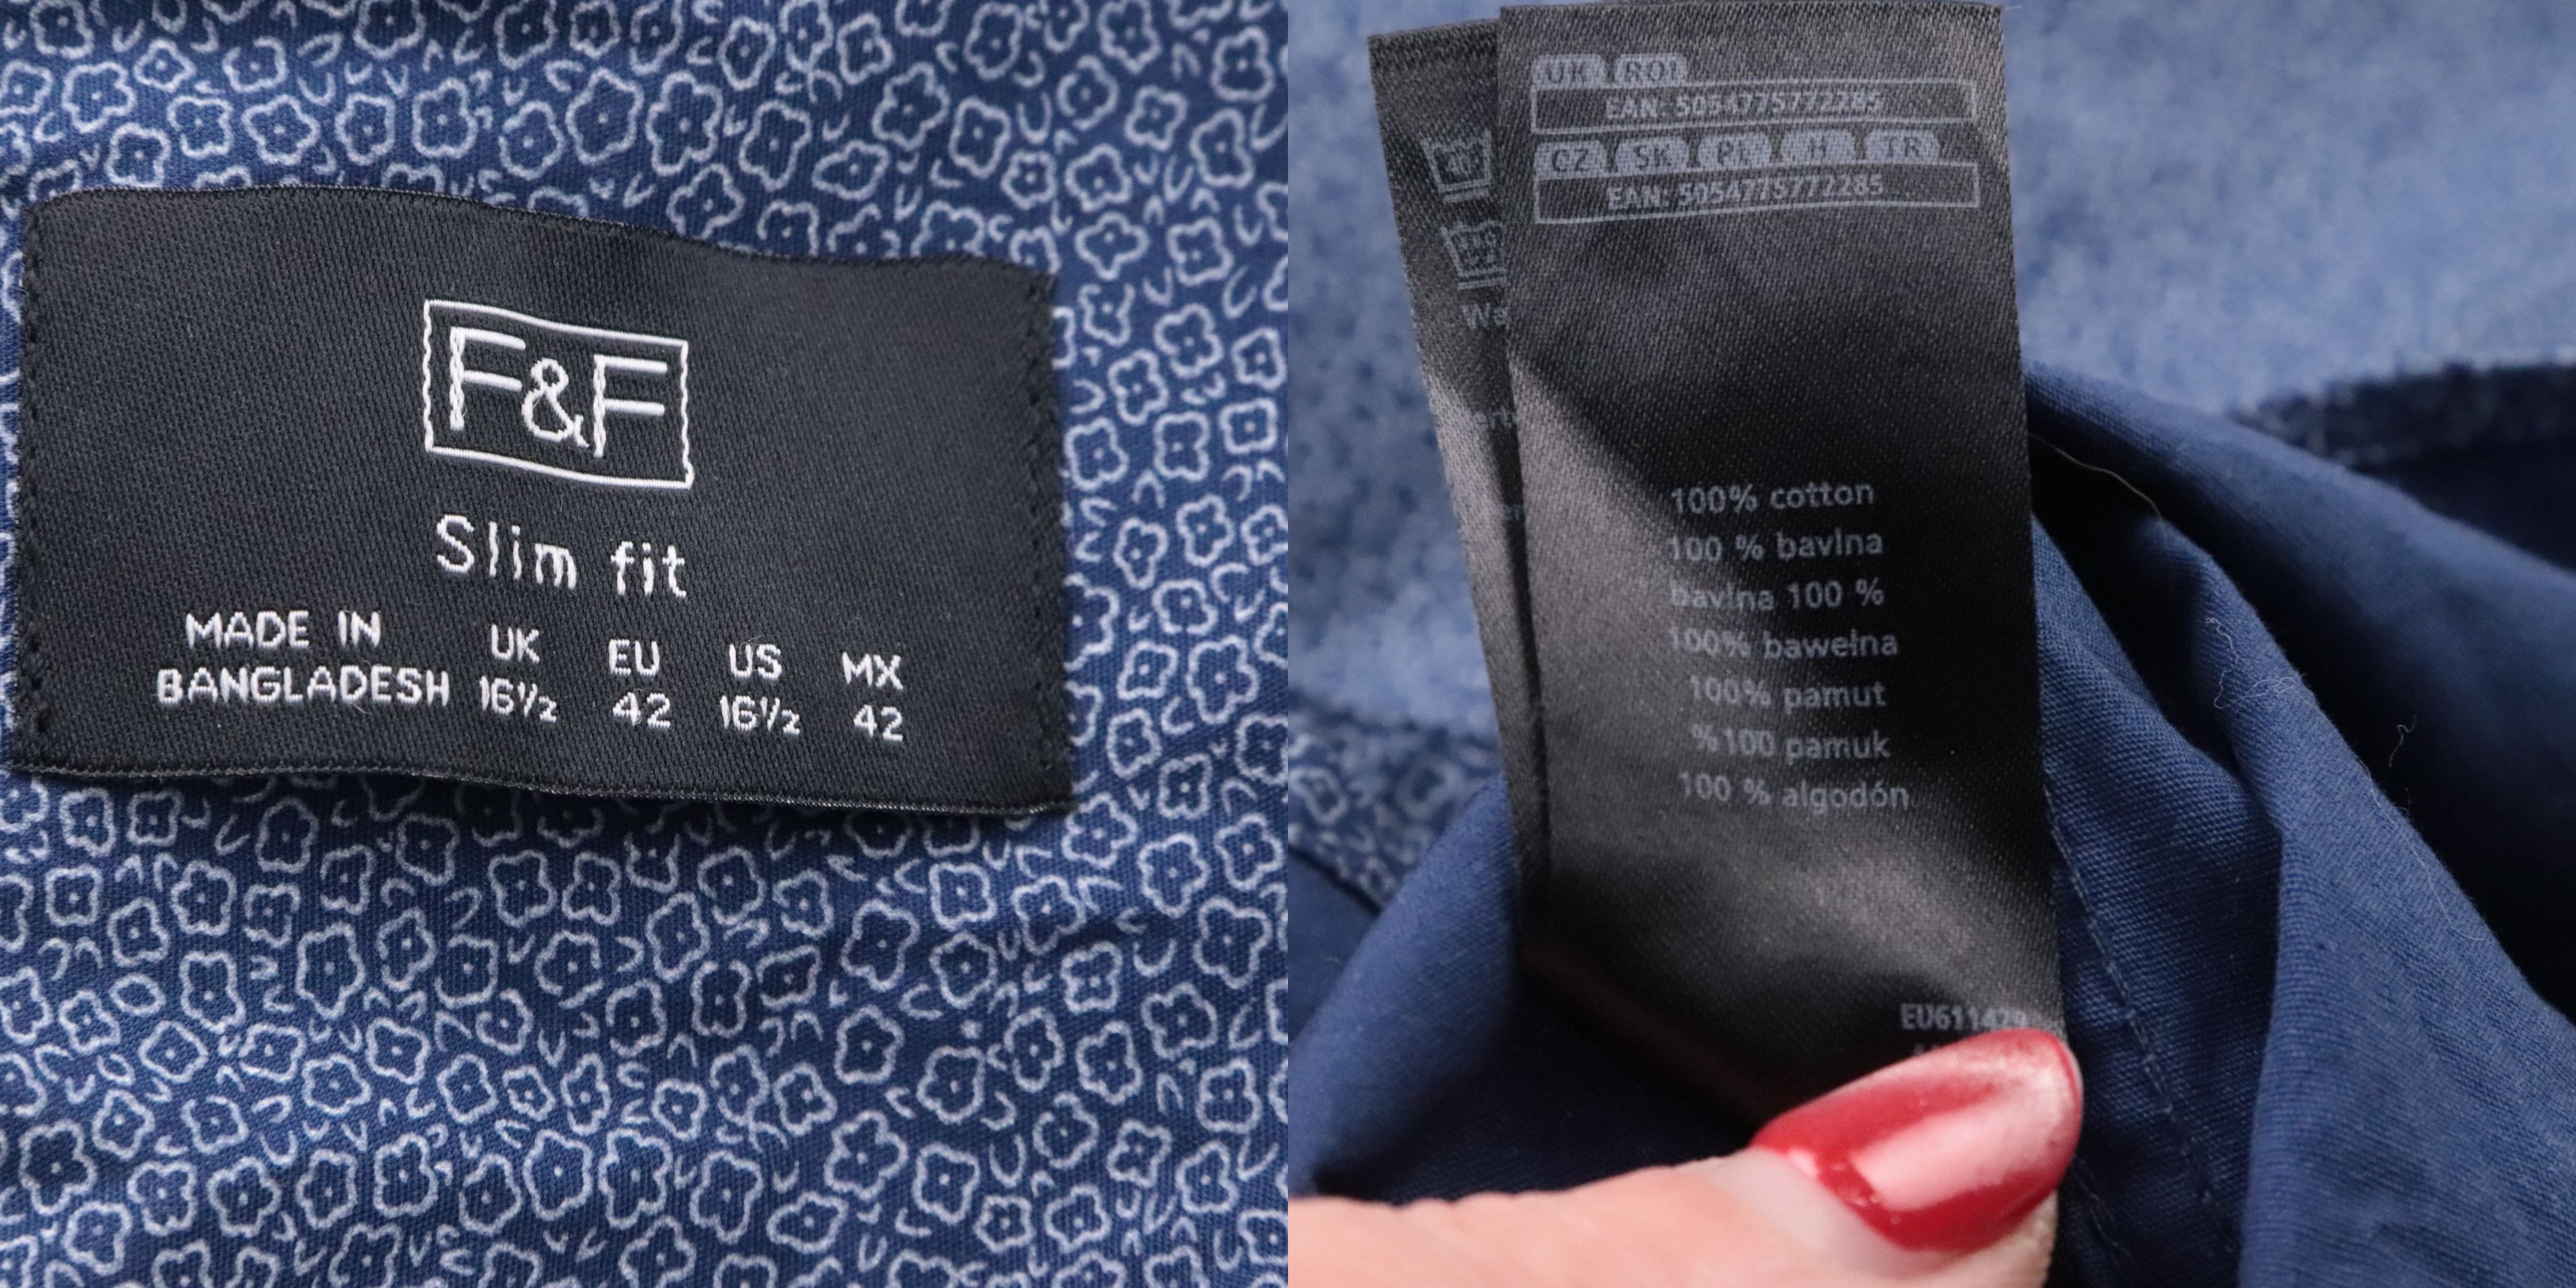 F&F
Slim fit
MADE IN
BANGLADESH
UK EU US MX
16½ 42 16½ 42
UK ROI
EAN: 5054775772285
CZ SK PL H TR
EAN: 5054775772285
100% cotton
100 % bavlna
bavlna 100 %
100% bawełna
100% pamut
%100 pamuk
100 % algodón